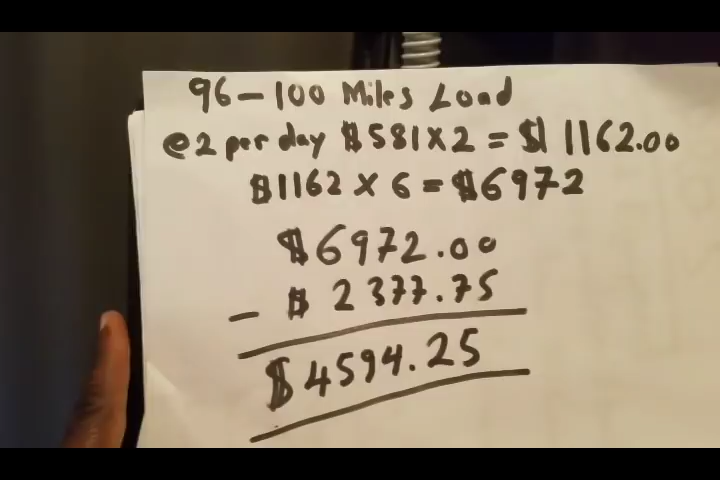 96-100 Miles Load
@2 per day $581x2 = $1162.00
$1162 x 6 = $6972
$6972.00
- $2377.75
$4594.25